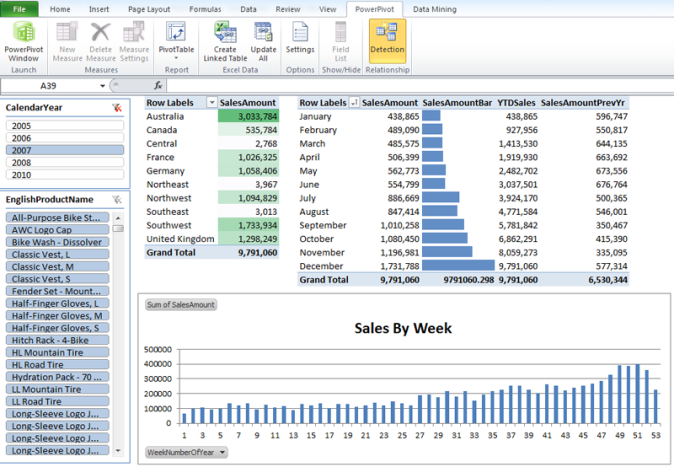 File Home Insert Page Layout Formulas Data Review View PowerPivot Data Mining
PowerPivot Window
New Measure
Delete Measure
Measure Settings
PivotTable
Create Linked Table
Update All
Settings
Field List
Detection
Launch Measures Report Excel Data Options Show/Hide Relationship
A39 fx
CalendarYear
2005
2006
2007
2008
2010
EnglishProductName
All-Purpose Bike St...
AWC Logo Cap
Bike Wash - Dissolver
Classic Vest, L
Classic Vest, M
Classic Vest, S
Fender Set - Mount...
Half-Finger Gloves, L
Half-Finger Gloves, M
Half-Finger Gloves, S
Hitch Rack - 4-Bike
HL Mountain Tire
HL Road Tire
Hydration Pack - 70 ...
LL Mountain Tire
LL Road Tire
Long-Sleeve Logo J...
Long-Sleeve Logo J...
Long-Sleeve Logo J...
Long-Sleeve Logo J...
Row Labels SalesAmount
Australia 3,033,784
Canada 535,784
Central 2,768
France 1,026,325
Germany 1,058,406
Northeast 3,967
Northwest 1,094,829
Southeast 3,013
Southwest 1,733,934
United Kingdom 1,298,249
Grand Total 9,791,060
Row Labels SalesAmount SalesAmountBar YTDSales SalesAmountPrevYr
January 438,865 438,865 596,747
February 489,090 927,956 550,817
March 485,575 1,413,530 644,135
April 506,399 1,919,930 663,692
May 562,773 2,482,702 673,556
June 554,799 3,037,501 676,764
July 886,669 3,924,170 500,365
August 847,414 4,771,584 546,001
September 1,010,258 5,781,842 350,467
October 1,080,450 6,862,291 415,390
November 1,196,981 8,059,273 335,095
December 1,731,788 9,791,060 577,314
Grand Total 9,791,060 9791060.298 9,791,060 6,530,344
Sum of SalesAmount
Sales By Week
500000
400000
300000
200000
100000
0
1 3 5 7 9 11 13 15 17 19 21 23 25 27 29 31 33 35 37 39 41 43 45 47 49 51 53
WeekNumberOfYear